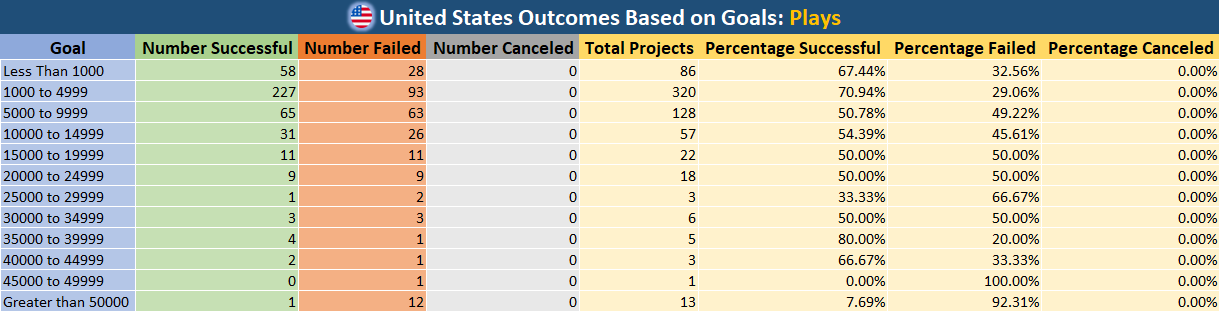 United States Outcomes Based on Goals: Plays
Goal Number Successful Number Failed Number Canceled Total Projects Percentage Successful Percentage Failed Percentage Canceled
Less Than 1000 58 28 0 86 67.44% 32.56% 0.00%
1000 to 4999 227 93 0 320 70.94% 29.06% 0.00%
5000 to 9999 65 63 0 128 50.78% 49.22% 0.00%
10000 to 14999 31 26 0 57 54.39% 45.61% 0.00%
15000 to 19999 11 11 0 22 50.00% 50.00% 0.00%
20000 to 24999 9 9 0 18 50.00% 50.00% 0.00%
25000 to 29999 1 2 0 3 33.33% 66.67% 0.00%
30000 to 34999 3 3 0 6 50.00% 50.00% 0.00%
35000 to 39999 4 1 0 5 80.00% 20.00% 0.00%
40000 to 44999 2 1 0 3 66.67% 33.33% 0.00%
45000 to 49999 0 1 0 1 0.00% 100.00% 0.00%
Greater than 50000 1 12 0 13 7.69% 92.31% 0.00%